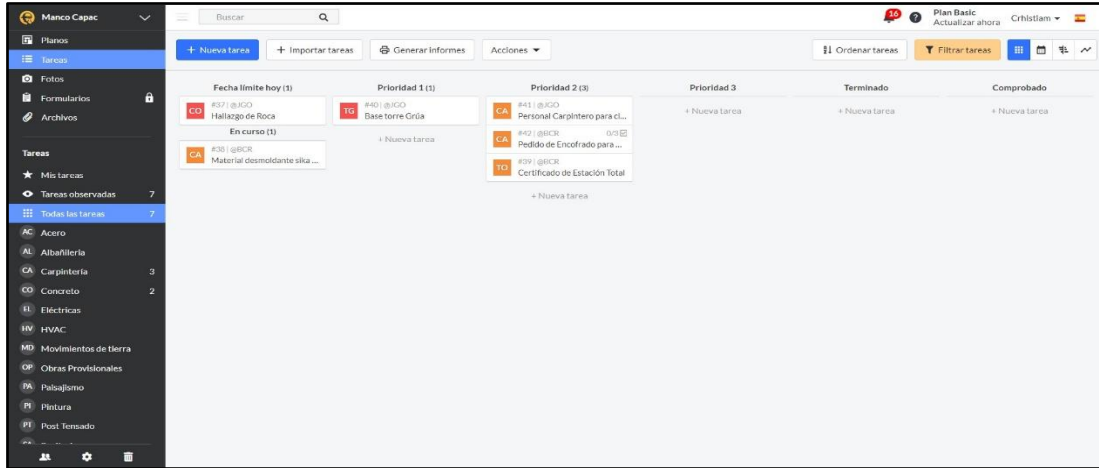 Manco Capac
Buscar
16
Plan Basic
Actualizar ahora
Crhistiam
Planos
Tareas
Fotos
Formularios
Archivos
Tareas
Mis tareas
Tareas observadas 7
Todas las tareas 7
AC Acero
AL Albañilería
CA Carpintería 3
CO Concreto 2
EL Eléctricas
HV HVAC
MD Movimientos de tierra
OP Obras Provisionales
PA Paisajismo
PI Pintura
PT Post Tensado
+ Nueva tarea
+ Importar tareas
Generar informes
Acciones
Ordenar tareas
Filtrar tareas
Fecha límite hoy (1)
CO #37 | @JGO
Hallazgo de Roca
En curso (1)
CA #38 | @BCR
Material desmoldante sika ...
Prioridad 1 (1)
TG #40 | @JGO
Base torre Grúa
+ Nueva tarea
Prioridad 2 (3)
CA #41 | @JGO
Personal Carpintero para cl...
CA #42 | @BCR 0/3
Pedido de Encofrado para ...
TO #39 | @BCR
Certificado de Estación Total
+ Nueva tarea
Prioridad 3
+ Nueva tarea
Terminado
+ Nueva tarea
Comprobado
+ Nueva tarea